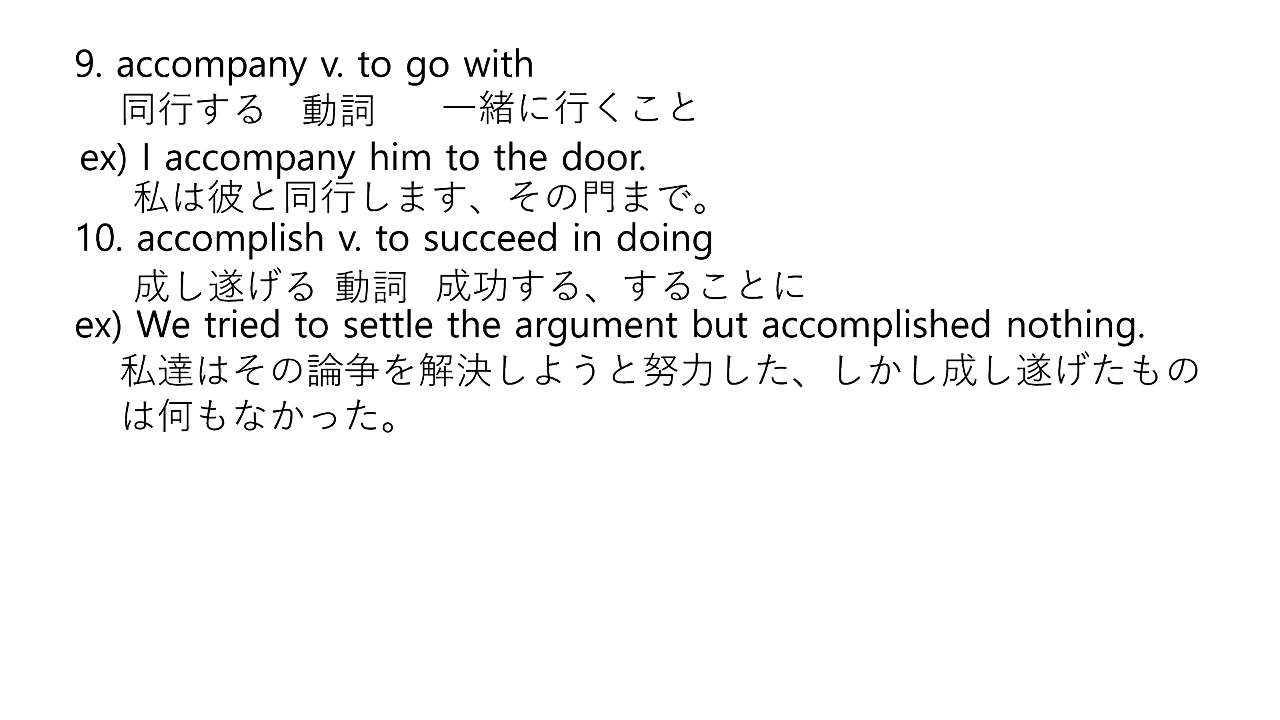 9. accompany v. to go with
同行する 動詞 一緒に行くこと
ex) I accompany him to the door.
私は彼と同行します、その門まで。
10. accomplish v. to succeed in doing
成し遂げる 動詞 成功する、することに
ex) We tried to settle the argument but accomplished nothing.
私達はその論争を解決しようと努力した、しかし成し遂げたもの
は何もなかった。